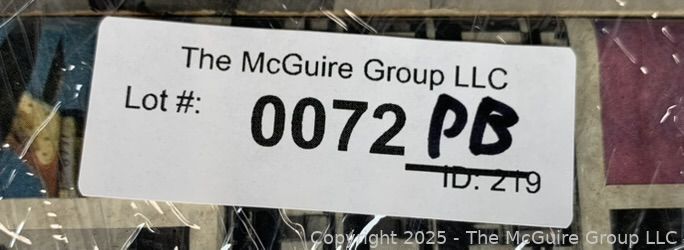 The McGuire Group LLC
Lot #: 0072 PB
ID: 219
Copyright 2025 - The McGuire Group LLC